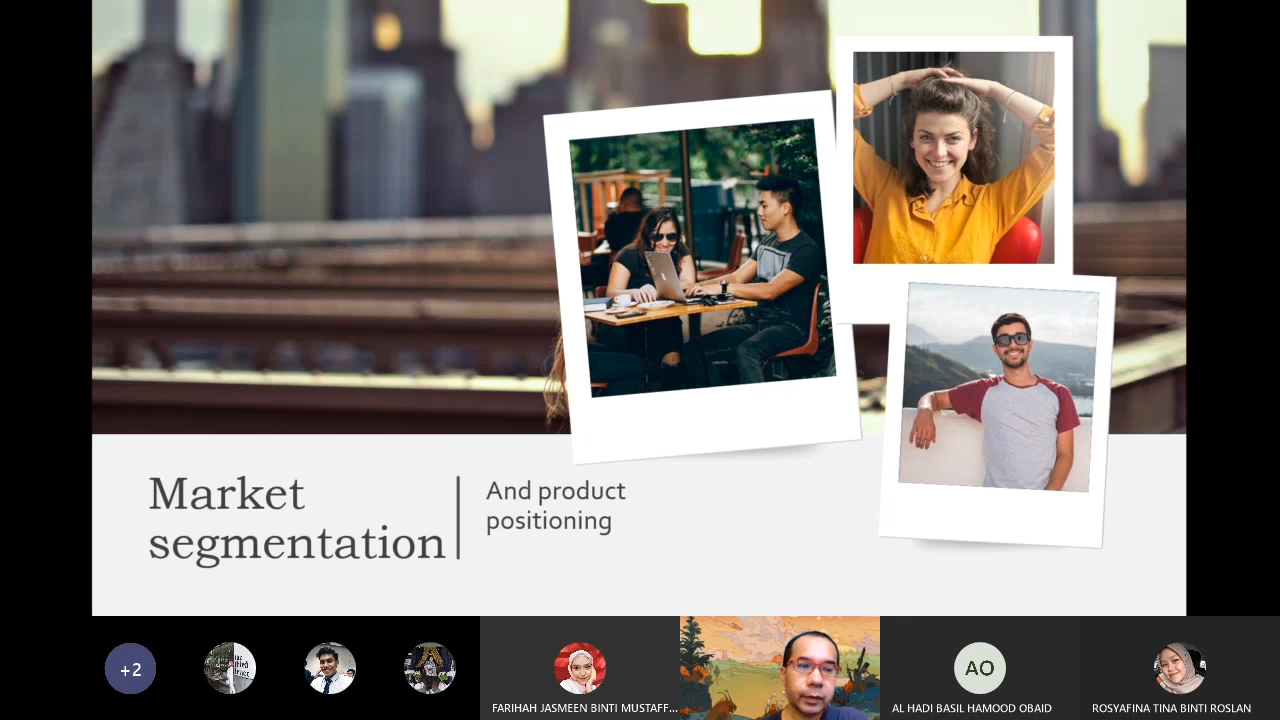 Market
segmentation
And product
positioning
+2
FARIHAH JASMEEN BINTI MUSTAFF...
AO
AL HADI BASIL HAMOOD OBAID
ROSYAFINA TINA BINTI ROSLAN